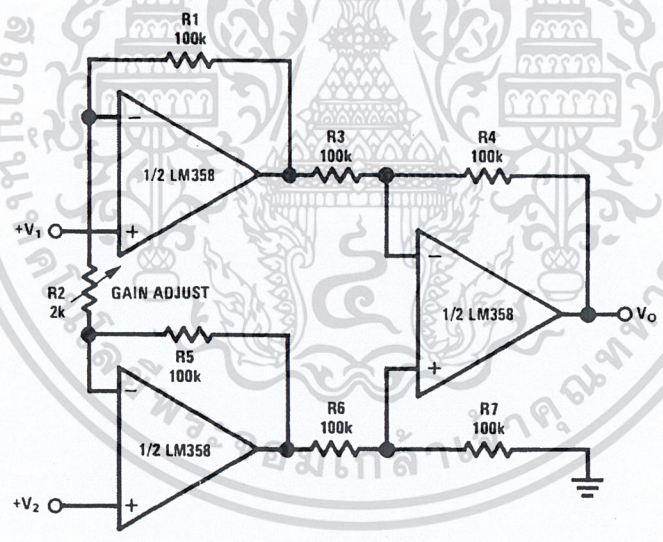 R1
100k
R3
100k
R4
100k
−
1/2 LM358
+V₁
+
R2
2k
GAIN ADJUST
−
1/2 LM358
V₀
+
R5
100k
−
1/2 LM358
R6
100k
R7
100k
+V₂
+